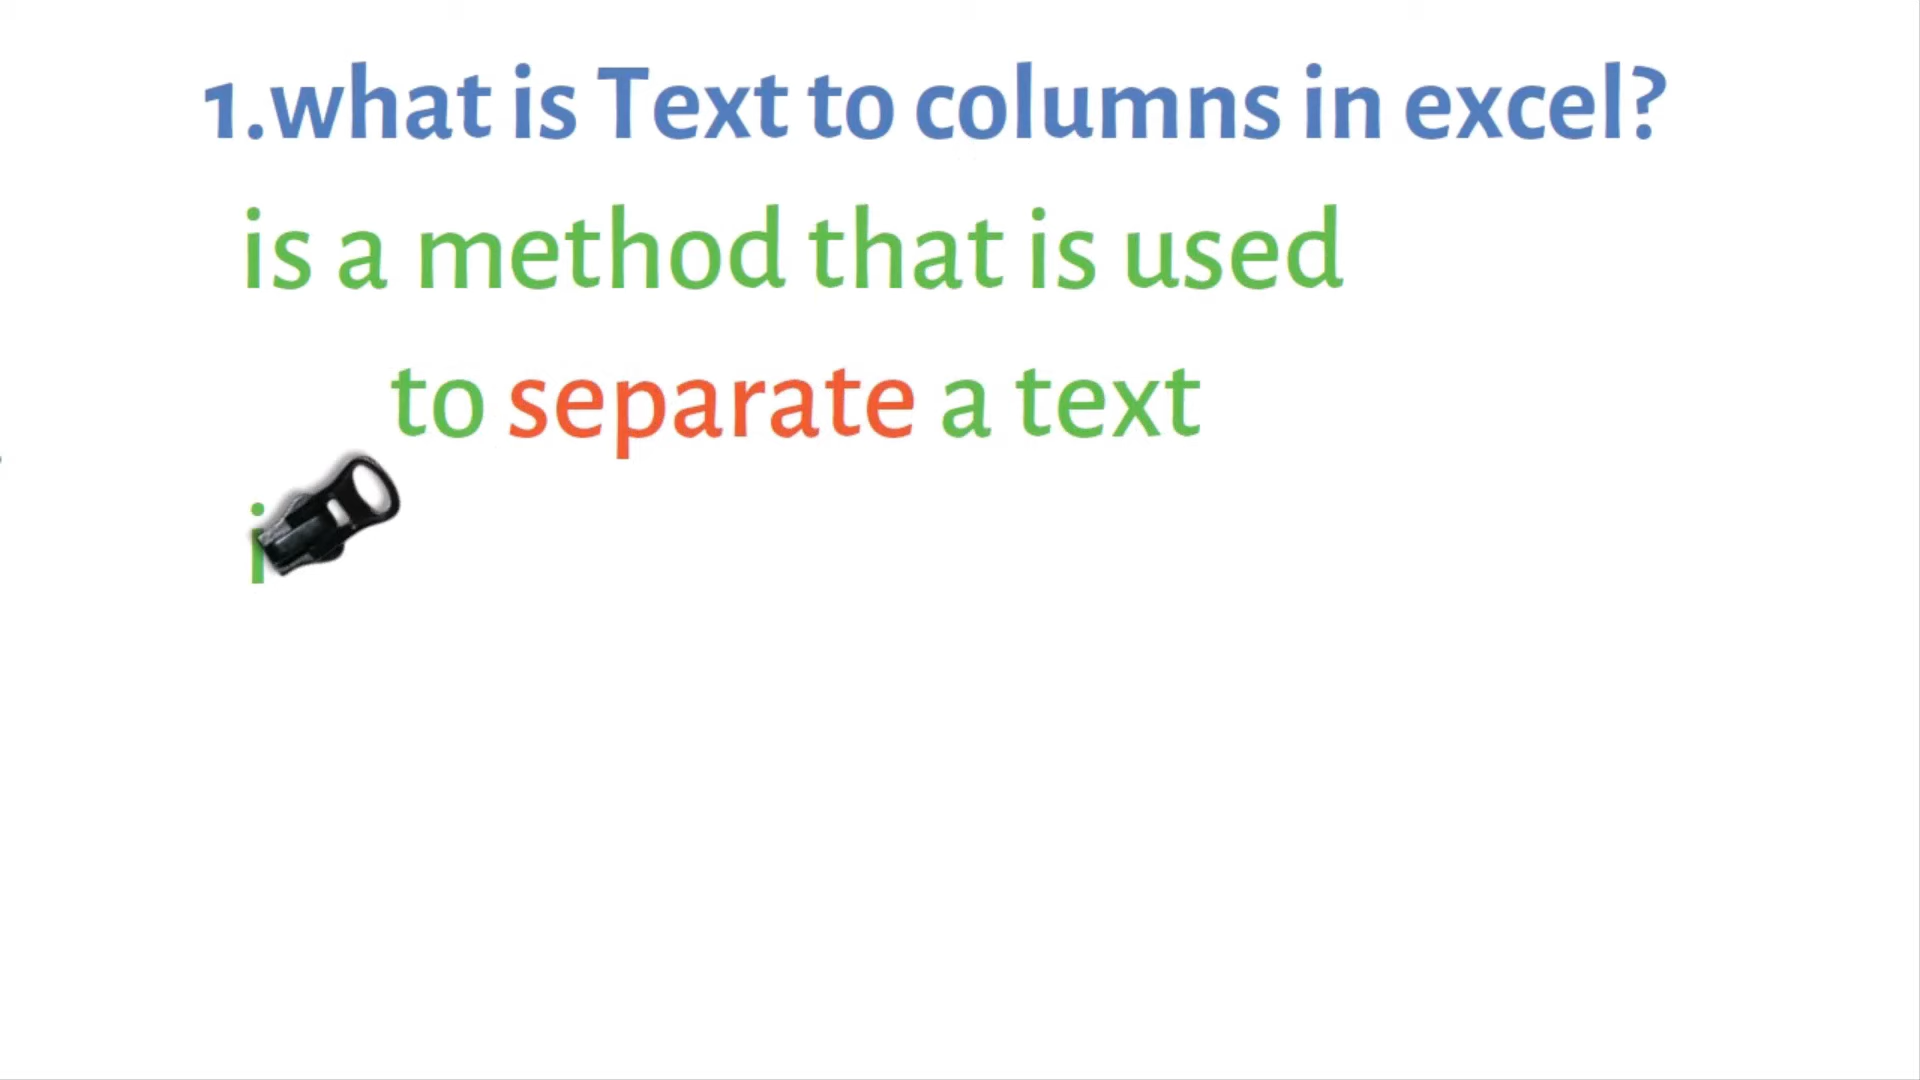 1.what is Text to columns in excel?
is a method that is used
to separate a text
i